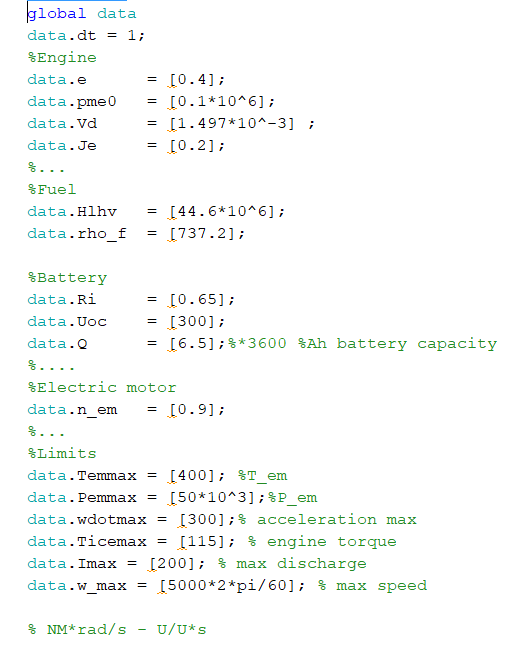 global data
data.dt = 1;
%Engine
data.e      = [0.4];
data.pme0   = [0.1*10^6];
data.Vd     = [1.497*10^-3] ;
data.Je     = [0.2];
%...
%Fuel
data.Hlhv   = [44.6*10^6];
data.rho_f  = [737.2];

%Battery
data.Ri     = [0.65];
data.Uoc    = [300];
data.Q      = [6.5];%*3600 %Ah battery capacity
%....
%Electric motor
data.n_em   = [0.9];
%...
%Limits
data.Temmax = [400]; %T_em
data.Pemmax = [50*10^3];%P_em
data.wdotmax = [300];% acceleration max
data.Ticemax = [115]; % engine torque
data.Imax = [200]; % max discharge
data.w_max = [5000*2*pi/60]; % max speed

% NM*rad/s - U/U*s